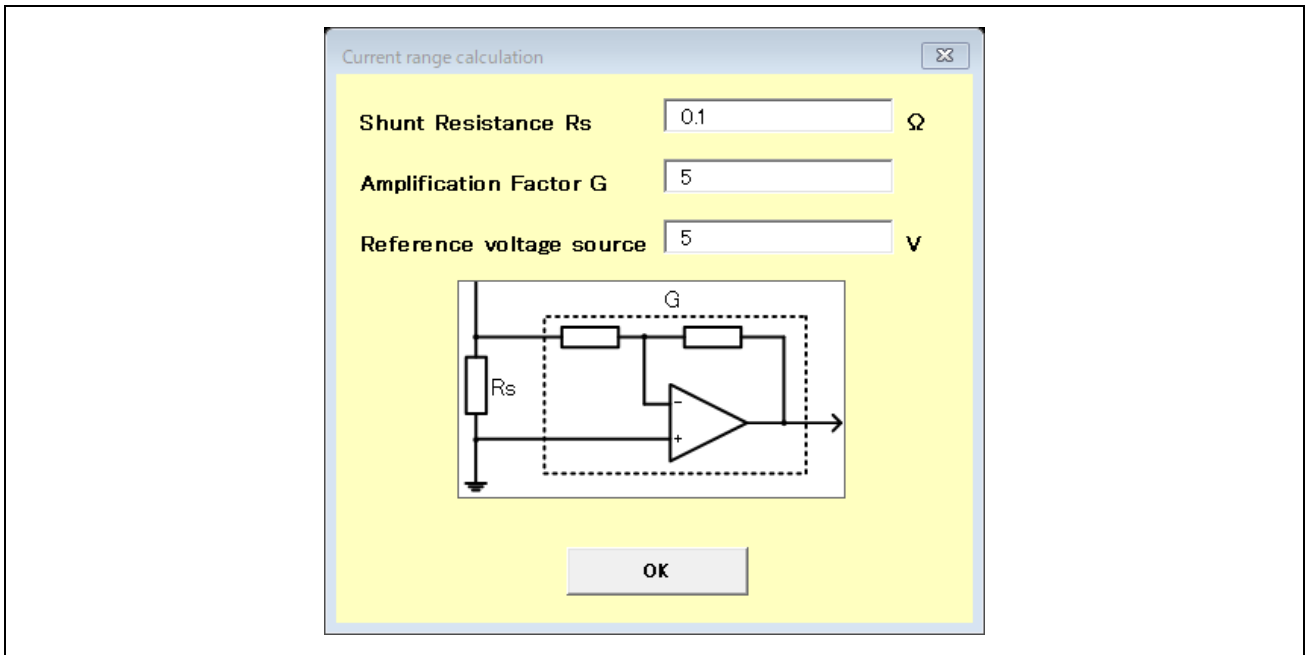 Current range calculation
Shunt Resistance Rs 0.1 Ω
Amplification Factor G 5
Reference voltage source 5 V
G
Rs
-
+
OK